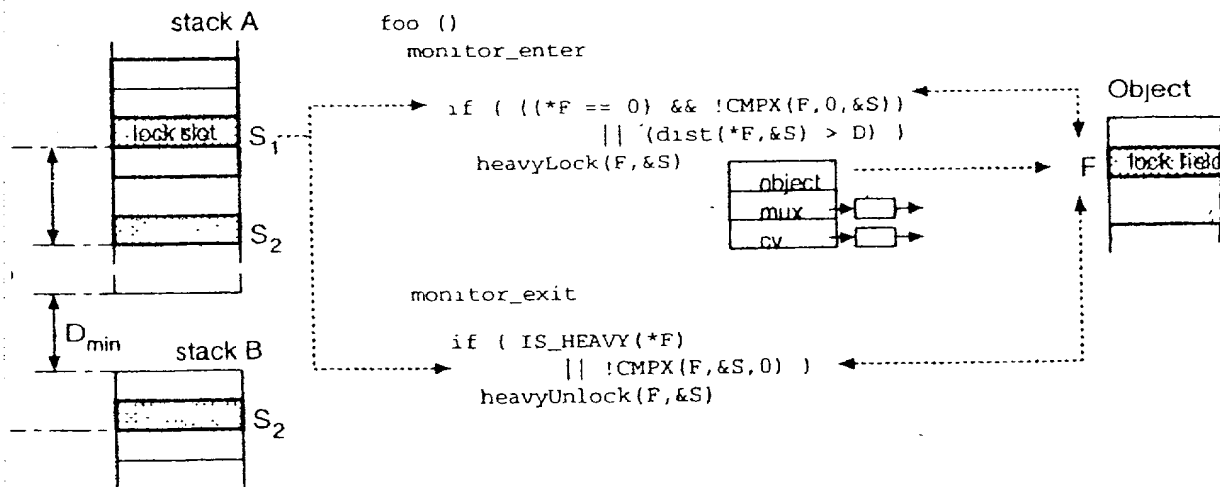 stack A
lock slot
S1
S2
Dmin
stack B
S2
foo ()
monitor_enter
if ( ((*F == 0) && !CMPX(F,0,&S))
|| (dist(*F,&S) > D) )
heavyLock(F,&S)
object
mux
cv
monitor_exit
if ( IS_HEAVY(*F)
|| !CMPX(F,&S,0) )
heavyUnlock(F,&S)
Object
F
lock field